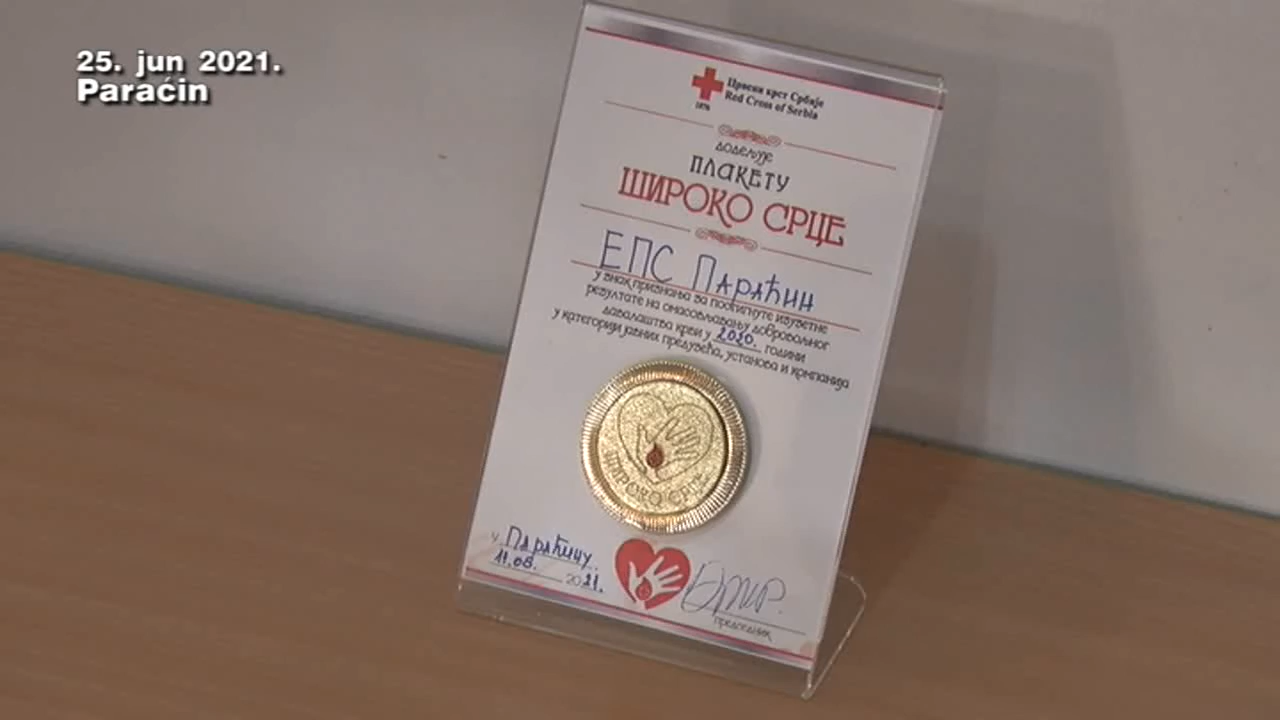 25. jun 2021.
Paraćin
Црвени крст Србије
Red Cross of Serbia
1876
додељује
ПЛАКЕТУ
ШИРОКО СРЦЕ
ЕПС ПАРАЋИН
у знак признања за постигнуте изузетне
резултате на омасовљавању добровољног
давалаштва крви у 2020. години
у категорији јавних предузећа, установа и компанија
ШИРОКО СРЦЕ
у ПАРАЋИНУ
11.08. 2021.
председник